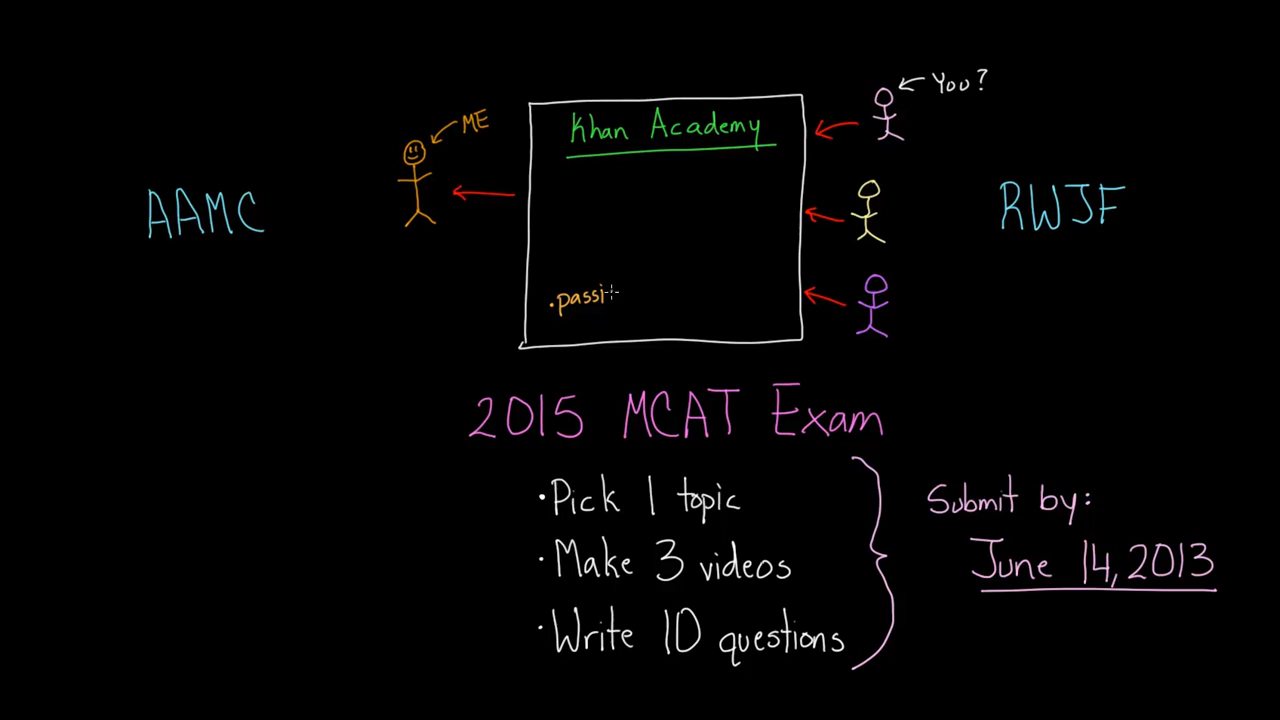 You?
ME
Khan Academy
AAMC
RWJF
•passi
2015 MCAT Exam
•Pick 1 topic
•Make 3 videos
•Write 10 questions
Submit by:
June 14, 2013